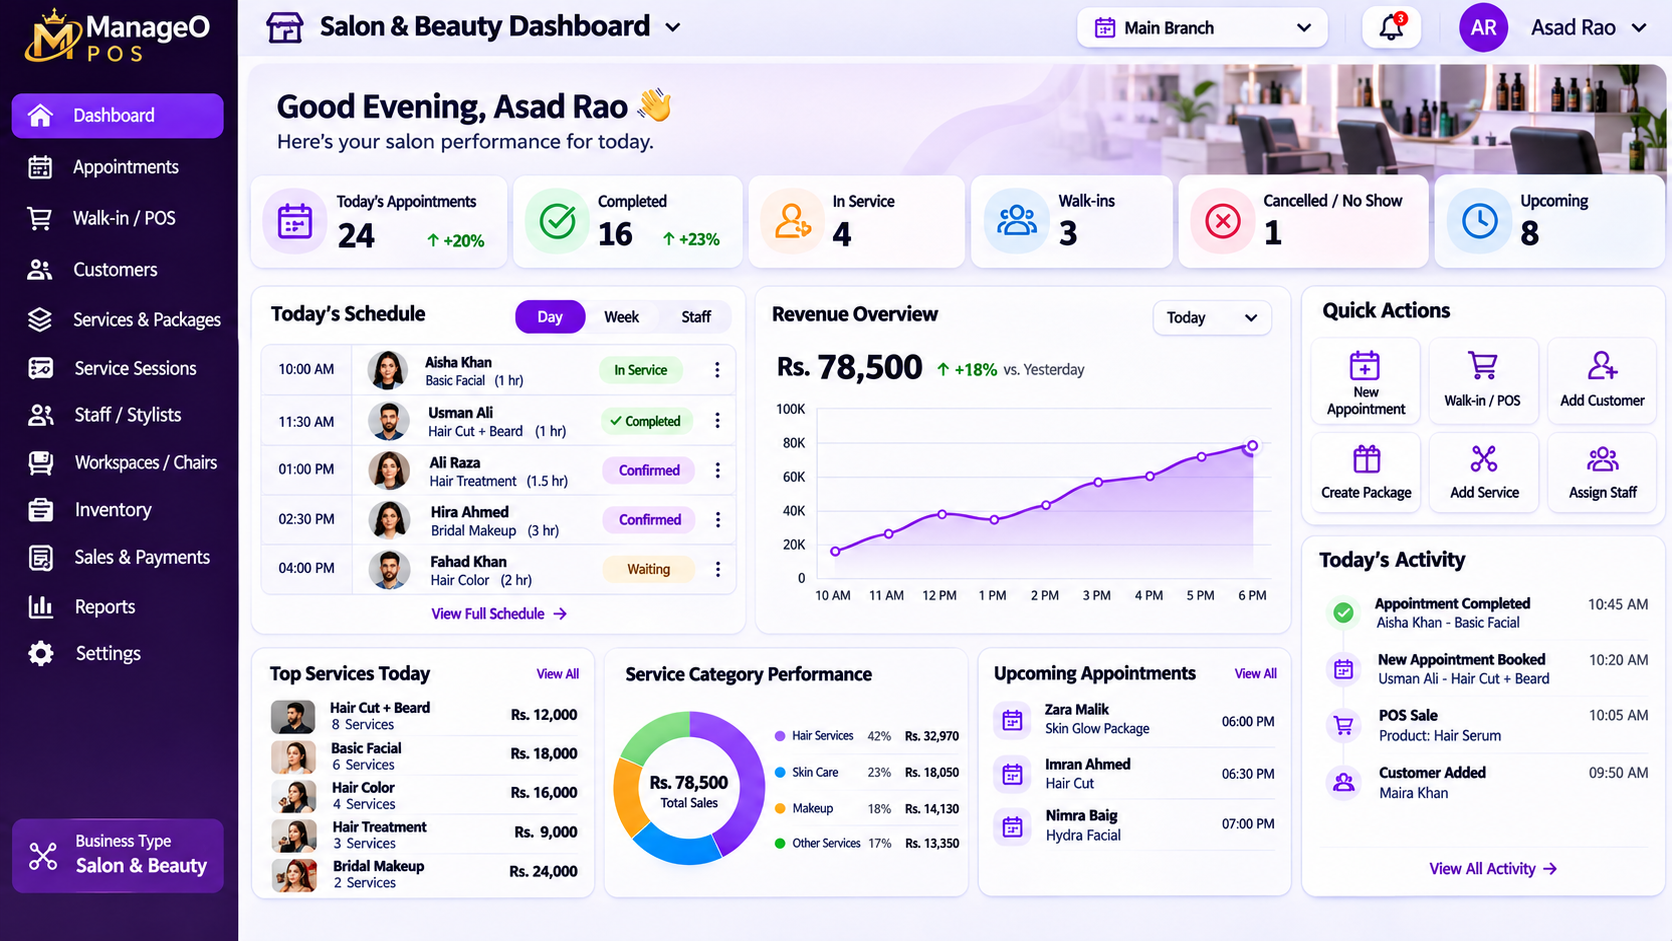 ManageO
POS
Dashboard
Appointments
Walk-in / POS
Customers
Services & Packages
Service Sessions
Staff / Stylists
Workspaces / Chairs
Inventory
Sales & Payments
Reports
Settings
Business Type
Salon & Beauty
Salon & Beauty Dashboard
Main Branch
3
AR
Asad Rao
Good Evening, Asad Rao 👋
Here's your salon performance for today.
Today's Appointments
24
↑ +20%
Completed
16
↑ +23%
In Service
4
Walk-ins
3
Cancelled / No Show
1
Upcoming
8
Today's Schedule
Day
Week
Staff
10:00 AM
Aisha Khan
Basic Facial (1 hr)
In Service
11:30 AM
Usman Ali
Hair Cut + Beard (1 hr)
✓ Completed
01:00 PM
Ali Raza
Hair Treatment (1.5 hr)
Confirmed
02:30 PM
Hira Ahmed
Bridal Makeup (3 hr)
Confirmed
04:00 PM
Fahad Khan
Hair Color (2 hr)
Waiting
View Full Schedule →
Revenue Overview
Today
Rs. 78,500 ↑ +18% vs. Yesterday
100K
80K
60K
40K
20K
0
10 AM 11 AM 12 PM 1 PM 2 PM 3 PM 4 PM 5 PM 6 PM
Quick Actions
New
Appointment
Walk-in / POS
Add Customer
Create Package
Add Service
Assign Staff
Today's Activity
Appointment Completed
10:45 AM
Aisha Khan - Basic Facial
New Appointment Booked
10:20 AM
Usman Ali - Hair Cut + Beard
POS Sale
10:05 AM
Product: Hair Serum
Customer Added
09:50 AM
Maira Khan
View All Activity →
Top Services Today
View All
Hair Cut + Beard
8 Services
Rs. 12,000
Basic Facial
6 Services
Rs. 18,000
Hair Color
4 Services
Rs. 16,000
Hair Treatment
3 Services
Rs. 9,000
Bridal Makeup
2 Services
Rs. 24,000
Service Category Performance
Rs. 78,500
Total Sales
Hair Services 42% Rs. 32,970
Skin Care 23% Rs. 18,050
Makeup 18% Rs. 14,130
Other Services 17% Rs. 13,350
Upcoming Appointments
View All
Zara Malik
Skin Glow Package
06:00 PM
Imran Ahmed
Hair Cut
06:30 PM
Nimra Baig
Hydra Facial
07:00 PM